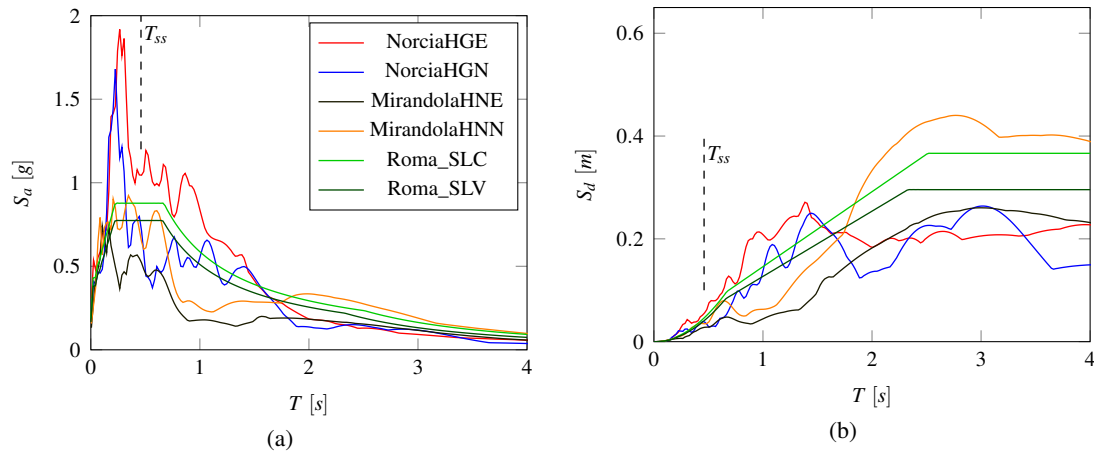 2
1.5
1
0.5
0
S_a [g]
T_ss
NorciaHGE
NorciaHGN
MirandolaHNE
MirandolaHNN
Roma_SLC
Roma_SLV
0 1 2 3 4
T [s]
(a)
0.6
0.4
0.2
0
S_d [m]
T_ss
0 1 2 3 4
T [s]
(b)